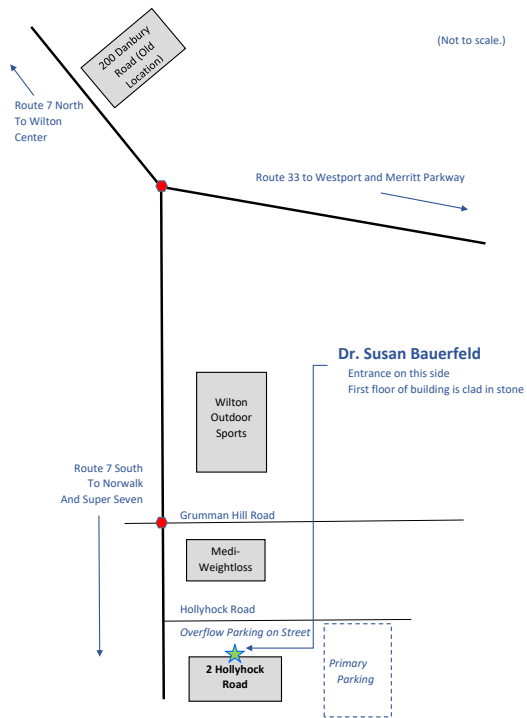 200 Danbury
Road (Old
Location)
(Not to scale.)
Route 7 North
To Wilton
Center
Route 33 to Westport and Merritt Parkway
Dr. Susan Bauerfeld
Entrance on this side
First floor of building is clad in stone
Wilton
Outdoor
Sports
Route 7 South
To Norwalk
And Super Seven
Grumman Hill Road
Medi-
Weightloss
Hollyhock Road
Overflow Parking on Street
2 Hollyhock
Road
Primary
Parking